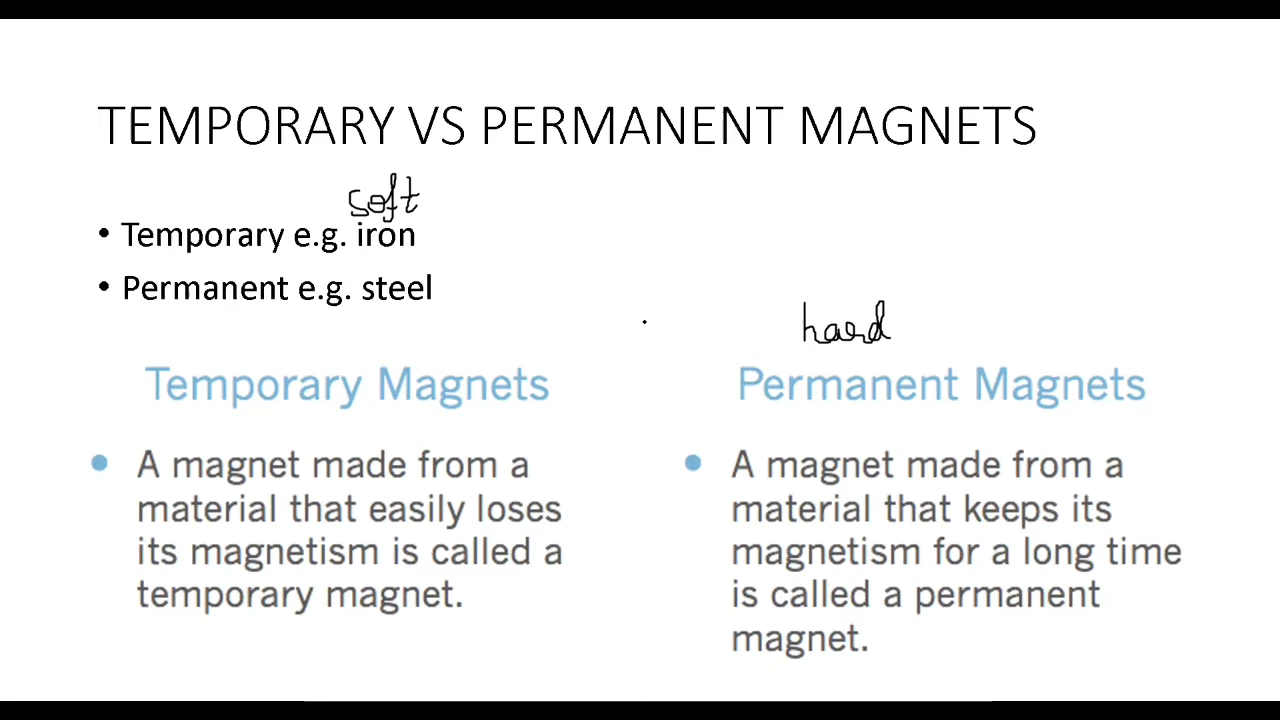 TEMPORARY VS PERMANENT MAGNETS
soft
• Temporary e.g. iron
• Permanent e.g. steel
hard
Temporary Magnets
• A magnet made from a
material that easily loses
its magnetism is called a
temporary magnet.
Permanent Magnets
• A magnet made from a
material that keeps its
magnetism for a long time
is called a permanent
magnet.